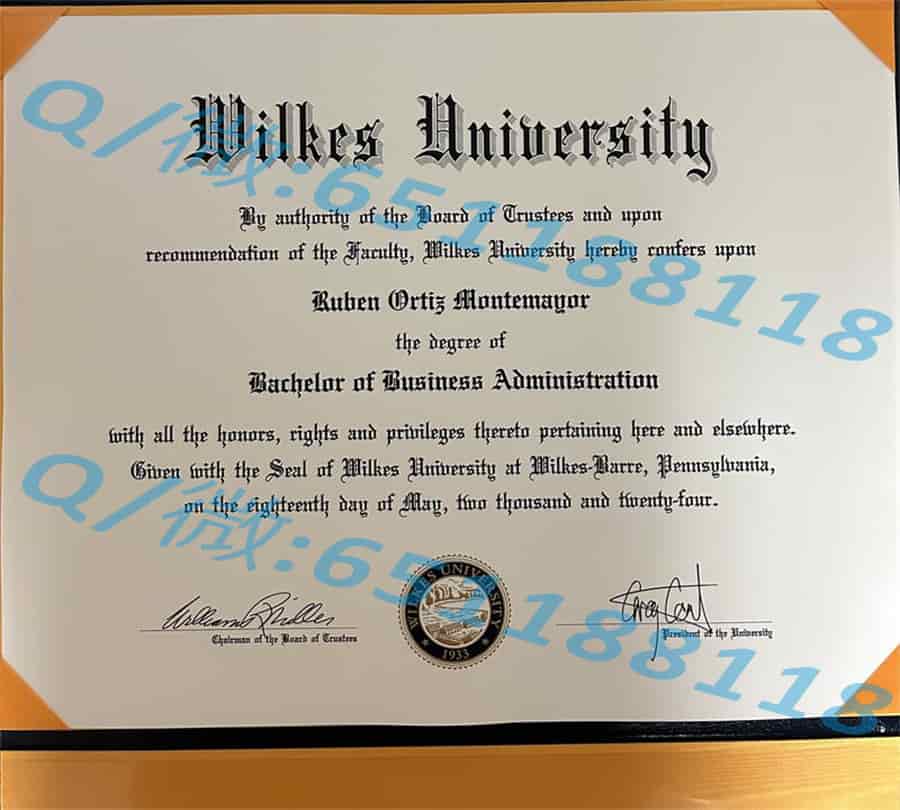 Wilkes University
By authority of the Board of Trustees and upon
recommendation of the Faculty, Wilkes University hereby confers upon
Ruben Ortiz Montemayor
the degree of
Bachelor of Business Administration
with all the honors, rights and privileges thereto pertaining here and elsewhere.
Given with the Seal of Wilkes University at Wilkes-Barre, Pennsylvania,
on the eighteenth day of May, two thousand and twenty-four.
Chairman of the Board of Trustees
WILKES UNIVERSITY
1933
President of the University
Q/微:651188118
Q/微:651188118